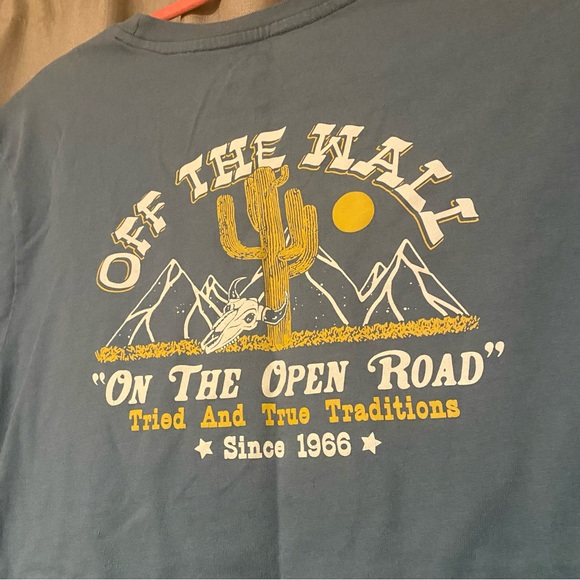 OFF THE WALL
"ON THE OPEN ROAD"
Tried And True Traditions
★ Since 1966 ★